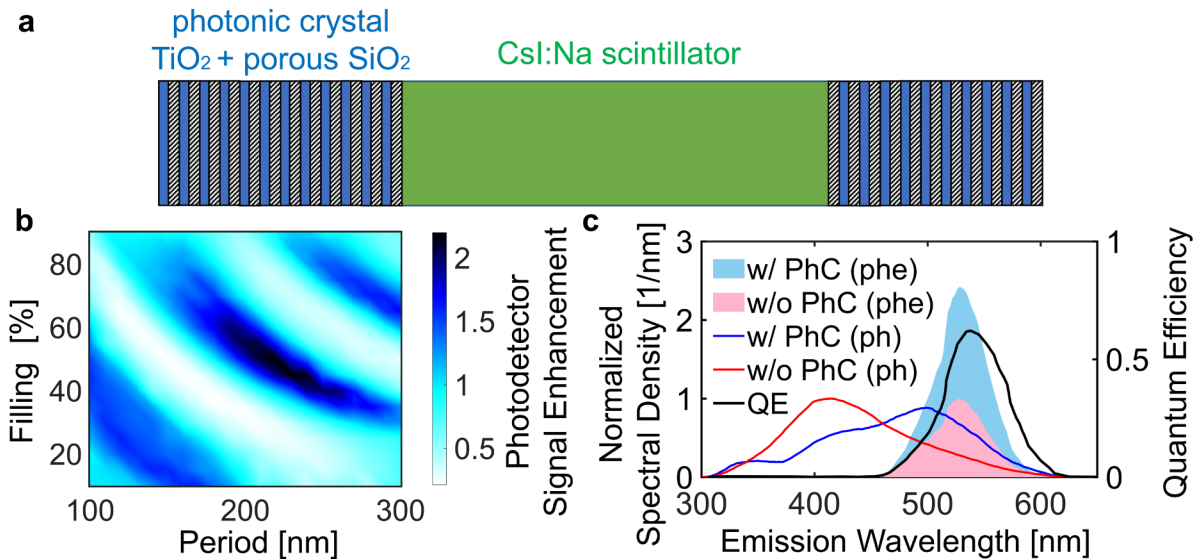 a
photonic crystal
TiO₂ + porous SiO₂
CsI:Na scintillator
b
80
60
40
20
100
200
300
Filling [%]
Period [nm]
2
1.5
1
0.5
Photodetector
Signal Enhancement
c
3
2
1
0
300
400
500
600
Normalized
Spectral Density [1/nm]
w/ PhC (phe)
w/o PhC (phe)
w/ PhC (ph)
w/o PhC (ph)
QE
1
0.5
0
Quantum Efficiency
Emission Wavelength [nm]